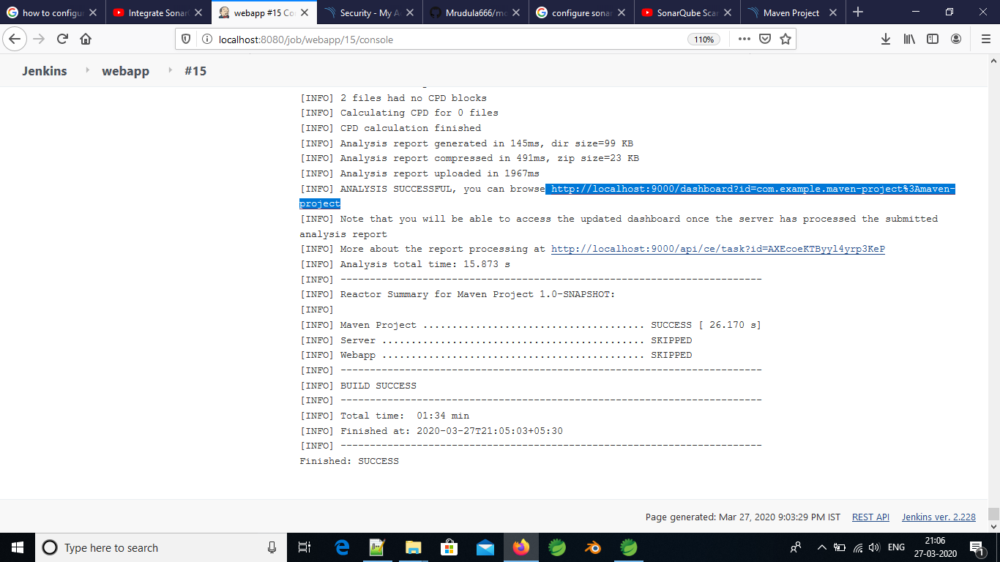 how to configur
Integrate Sonar
webapp #15 Co
Security - My A
Mrudula666/mc
configure sonar
SonarQube Scar
Maven Project
localhost:8080/job/webapp/15/console
110%
Jenkins webapp #15
[INFO] 2 files had no CPD blocks
[INFO] Calculating CPD for 0 files
[INFO] CPD calculation finished
[INFO] Analysis report generated in 145ms, dir size=99 KB
[INFO] Analysis report compressed in 491ms, zip size=23 KB
[INFO] Analysis report uploaded in 1967ms
[INFO] ANALYSIS SUCCESSFUL, you can browse http://localhost:9000/dashboard?id=com.example.maven-project%3Amaven-
project
[INFO] Note that you will be able to access the updated dashboard once the server has processed the submitted
analysis report
[INFO] More about the report processing at http://localhost:9000/api/ce/task?id=AXEcoeKTByyl4yrp3KeP
[INFO] Analysis total time: 15.873 s
[INFO] ------------------------------------------------------------------------
[INFO] Reactor Summary for Maven Project 1.0-SNAPSHOT:
[INFO]
[INFO] Maven Project ...................................... SUCCESS [ 26.170 s]
[INFO] Server ............................................. SKIPPED
[INFO] Webapp ............................................. SKIPPED
[INFO] ------------------------------------------------------------------------
[INFO] BUILD SUCCESS
[INFO] ------------------------------------------------------------------------
[INFO] Total time:  01:34 min
[INFO] Finished at: 2020-03-27T21:05:03+05:30
[INFO] ------------------------------------------------------------------------
Finished: SUCCESS
Page generated: Mar 27, 2020 9:03:29 PM IST REST API Jenkins ver. 2.228
Type here to search
ENG
21:06
27-03-2020
1